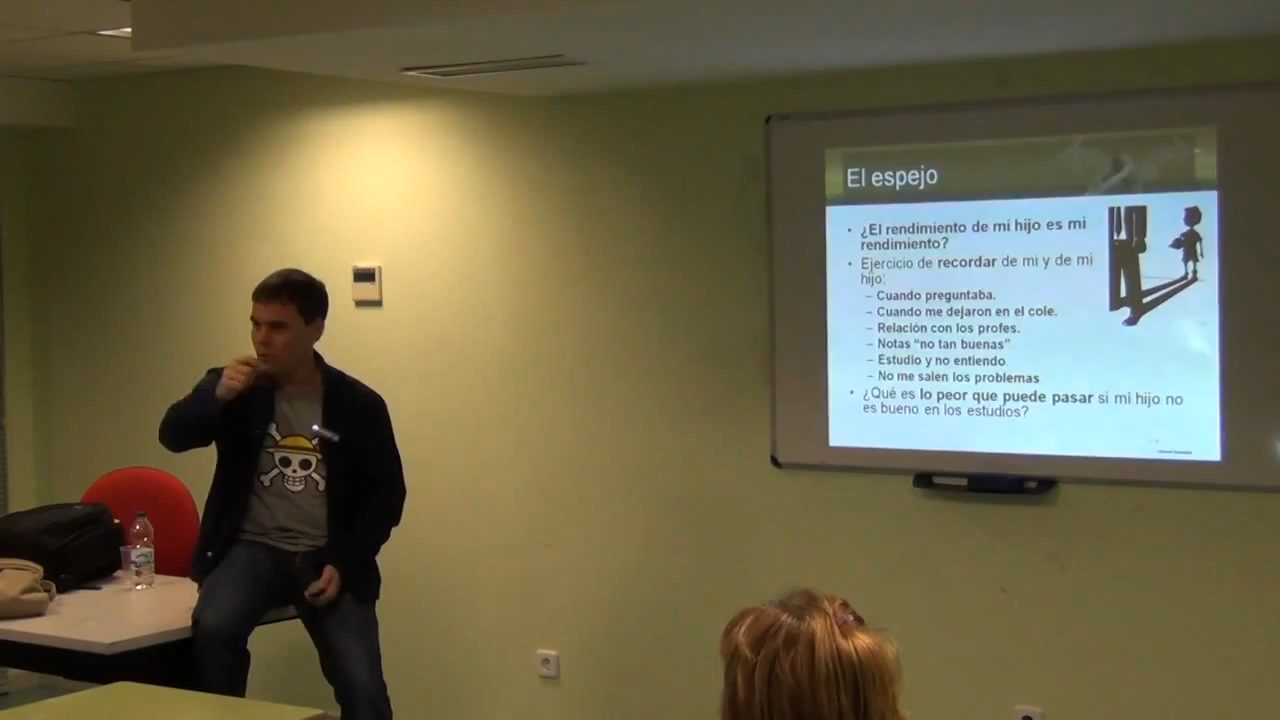 El espejo
• ¿El rendimiento de mi hijo es mi
rendimiento?
• Ejercicio de recordar de mi y de mi
hijo:
– Cuando preguntaba.
– Cuando me dejaron en el cole.
– Relación con los profes.
– Notas “no tan buenas”
– Estudio y no entiendo.
– No me salen los problemas
• ¿Qué es lo peor que puede pasar si mi hijo no
es bueno en los estudios?